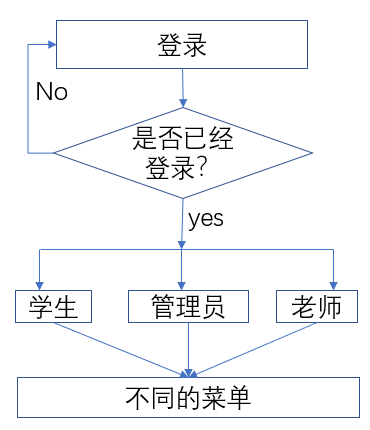 登录
No
是否已经
登录?
yes
学生
管理员
老师
不同的菜单